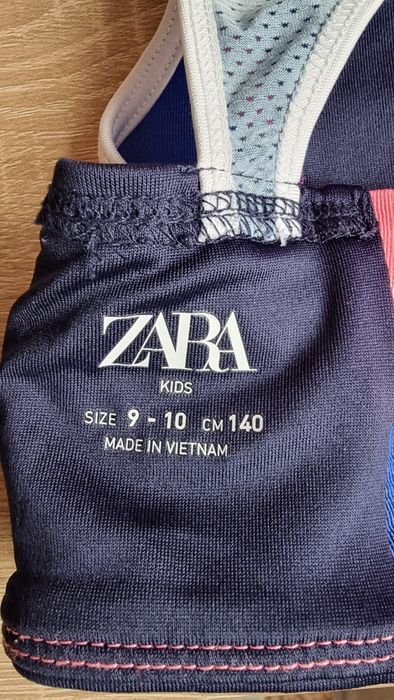 ZARA
KIDS
SIZE 9 - 10 CM 140
MADE IN VIETNAM